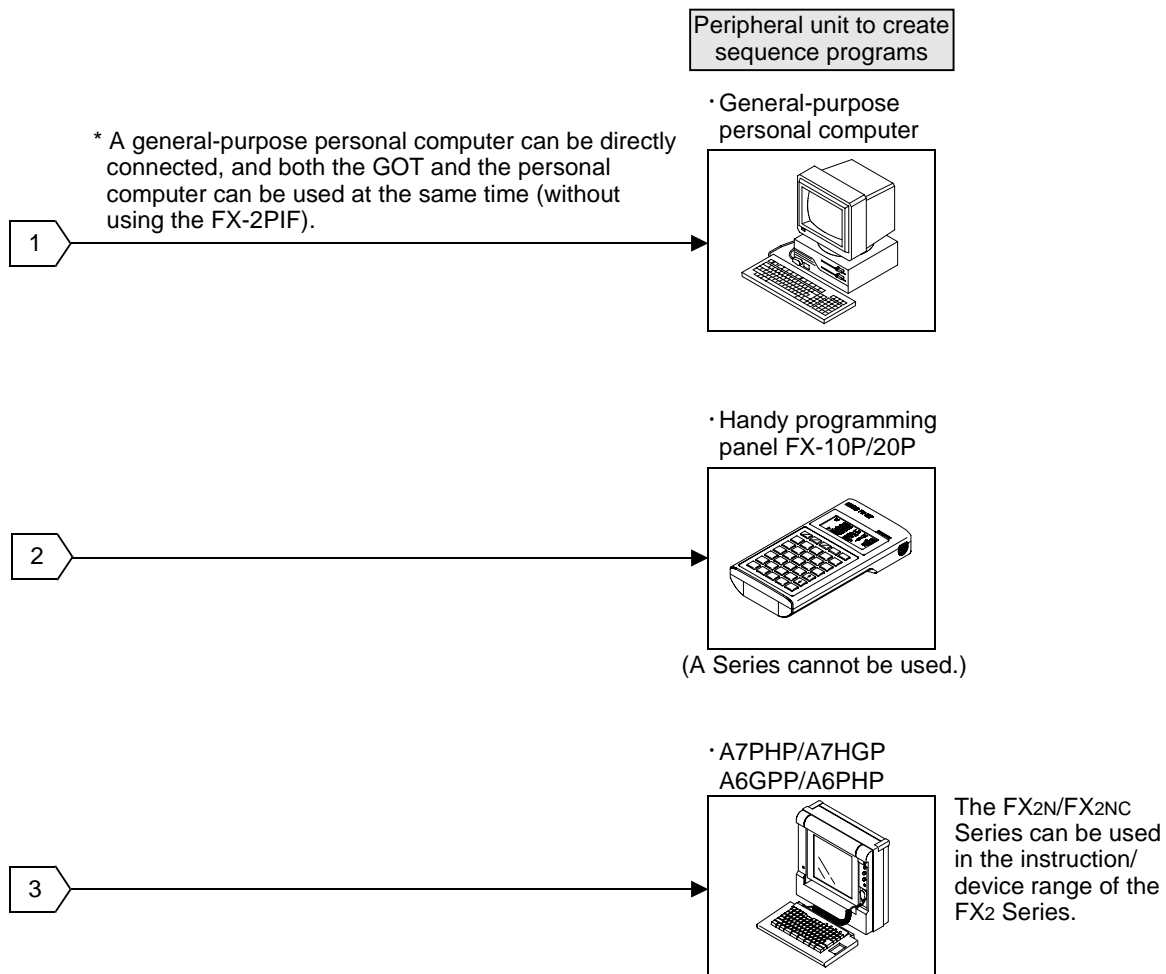 Peripheral unit to create
sequence programs
· General-purpose
personal computer
* A general-purpose personal computer can be directly
connected, and both the GOT and the personal
computer can be used at the same time (without
using the FX-2PIF).
1
· Handy programming
panel FX-10P/20P
2
(A Series cannot be used.)
· A7PHP/A7HGP
A6GPP/A6PHP
The FX2N/FX2NC
Series can be used
in the instruction/
device range of the
FX2 Series.
3